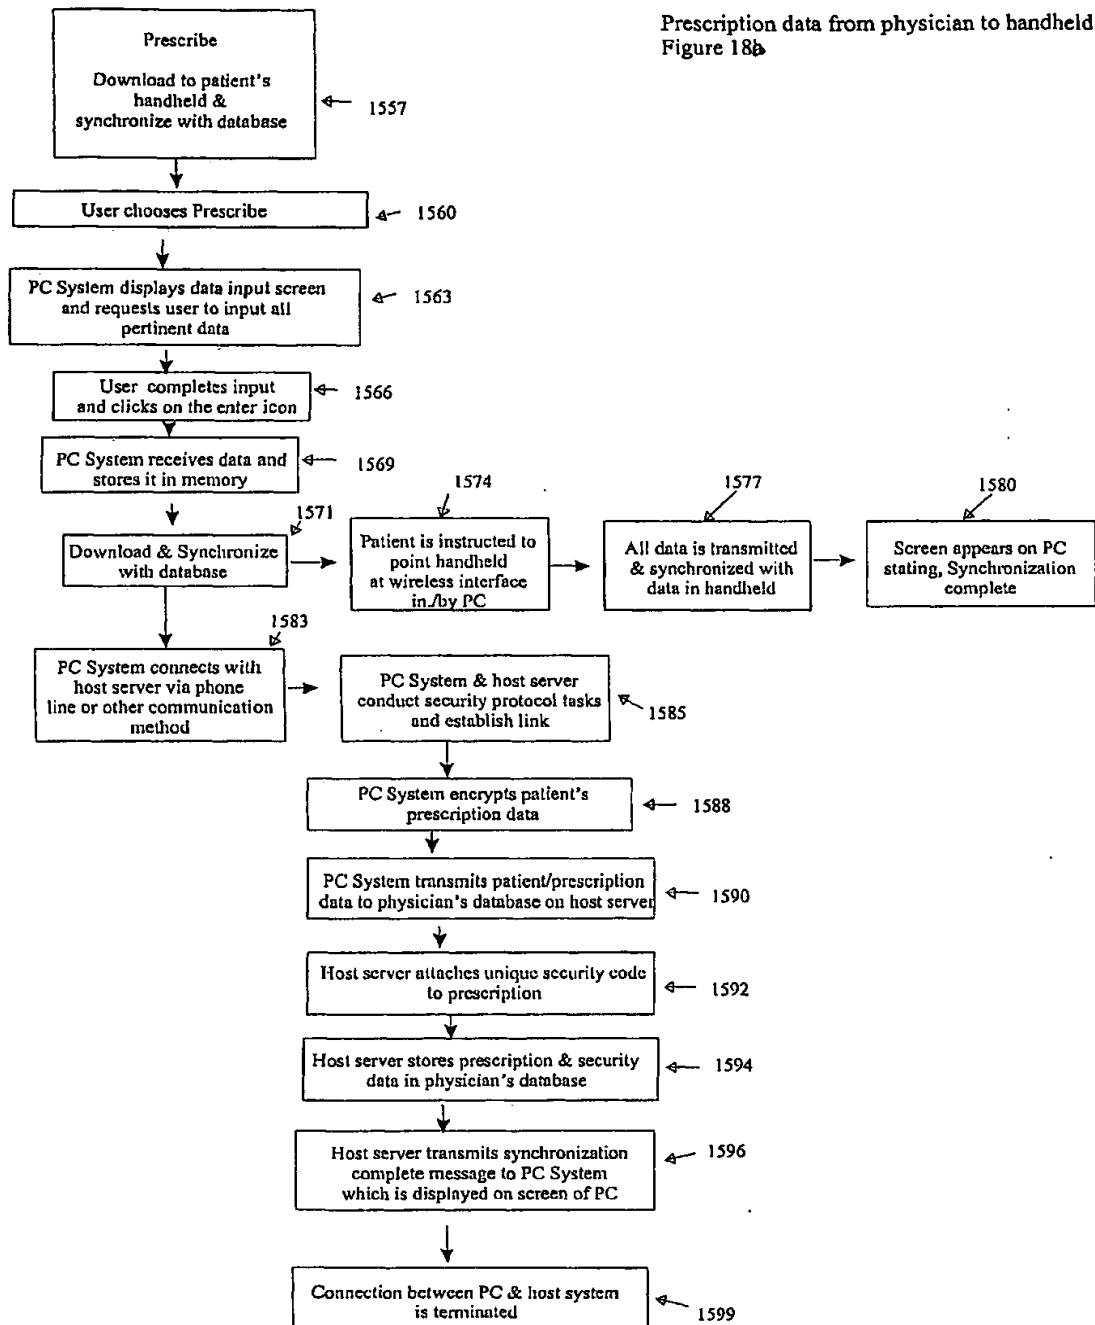 Prescription data from physician to handheld
Figure 18b
Prescribe
Download to patient's
handheld &
synchronize with database
1557
User chooses Prescribe
1560
PC System displays data input screen
and requests user to input all
pertinent data
1563
User completes input
and clicks on the enter icon
1566
PC System receives data and
stores it in memory
1569
Download & Synchronize
with database
1571
Patient is instructed to
point handheld
at wireless interface
in./by PC
1574
All data is transmitted
& synchronized with
data in handheld
1577
Screen appears on PC
stating, Synchronization
complete
1580
PC System connects with
host server via phone
line or other communication
method
1583
PC System & host server
conduct security protocol tasks
and establish link
1585
PC System encrypts patient's
prescription data
1588
PC System transmits patient/prescription
data to physician's database on host server
1590
Host server attaches unique security code
to prescription
1592
Host server stores prescription & security
data in physician's database
1594
Host server transmits synchronization
complete message to PC System
which is displayed on screen of PC
1596
Connection between PC & host system
is terminated
1599